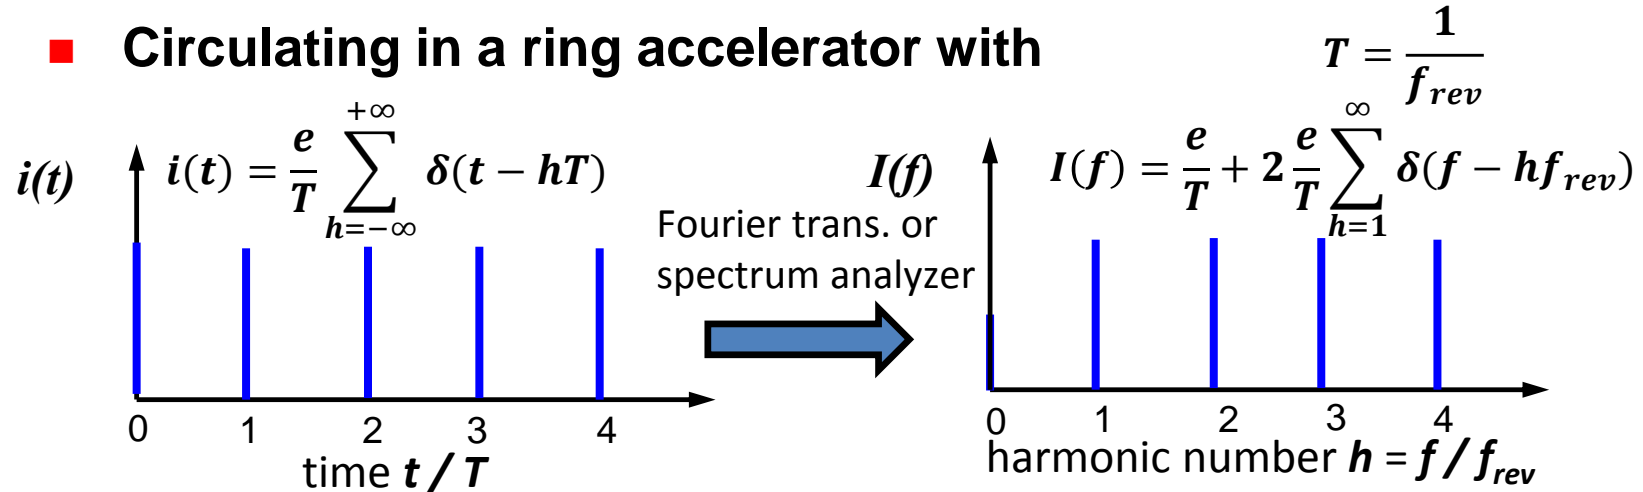 ■ Circulating in a ring accelerator with
T = 1/f_rev
i(t)
i(t) = e/T ∑_{h=−∞}^{+∞} δ(t − hT)
I(f)
I(f) = e/T + 2 e/T ∑_{h=1}^{∞} δ(f − hf_rev)
Fourier trans. or
spectrum analyzer
0 1 2 3 4
time t / T
0 1 2 3 4
harmonic number h = f / f_rev